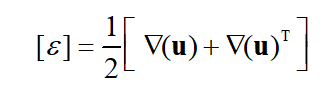 [ε] = 1/2 [ ∇(u) + ∇(u)ᵀ ]